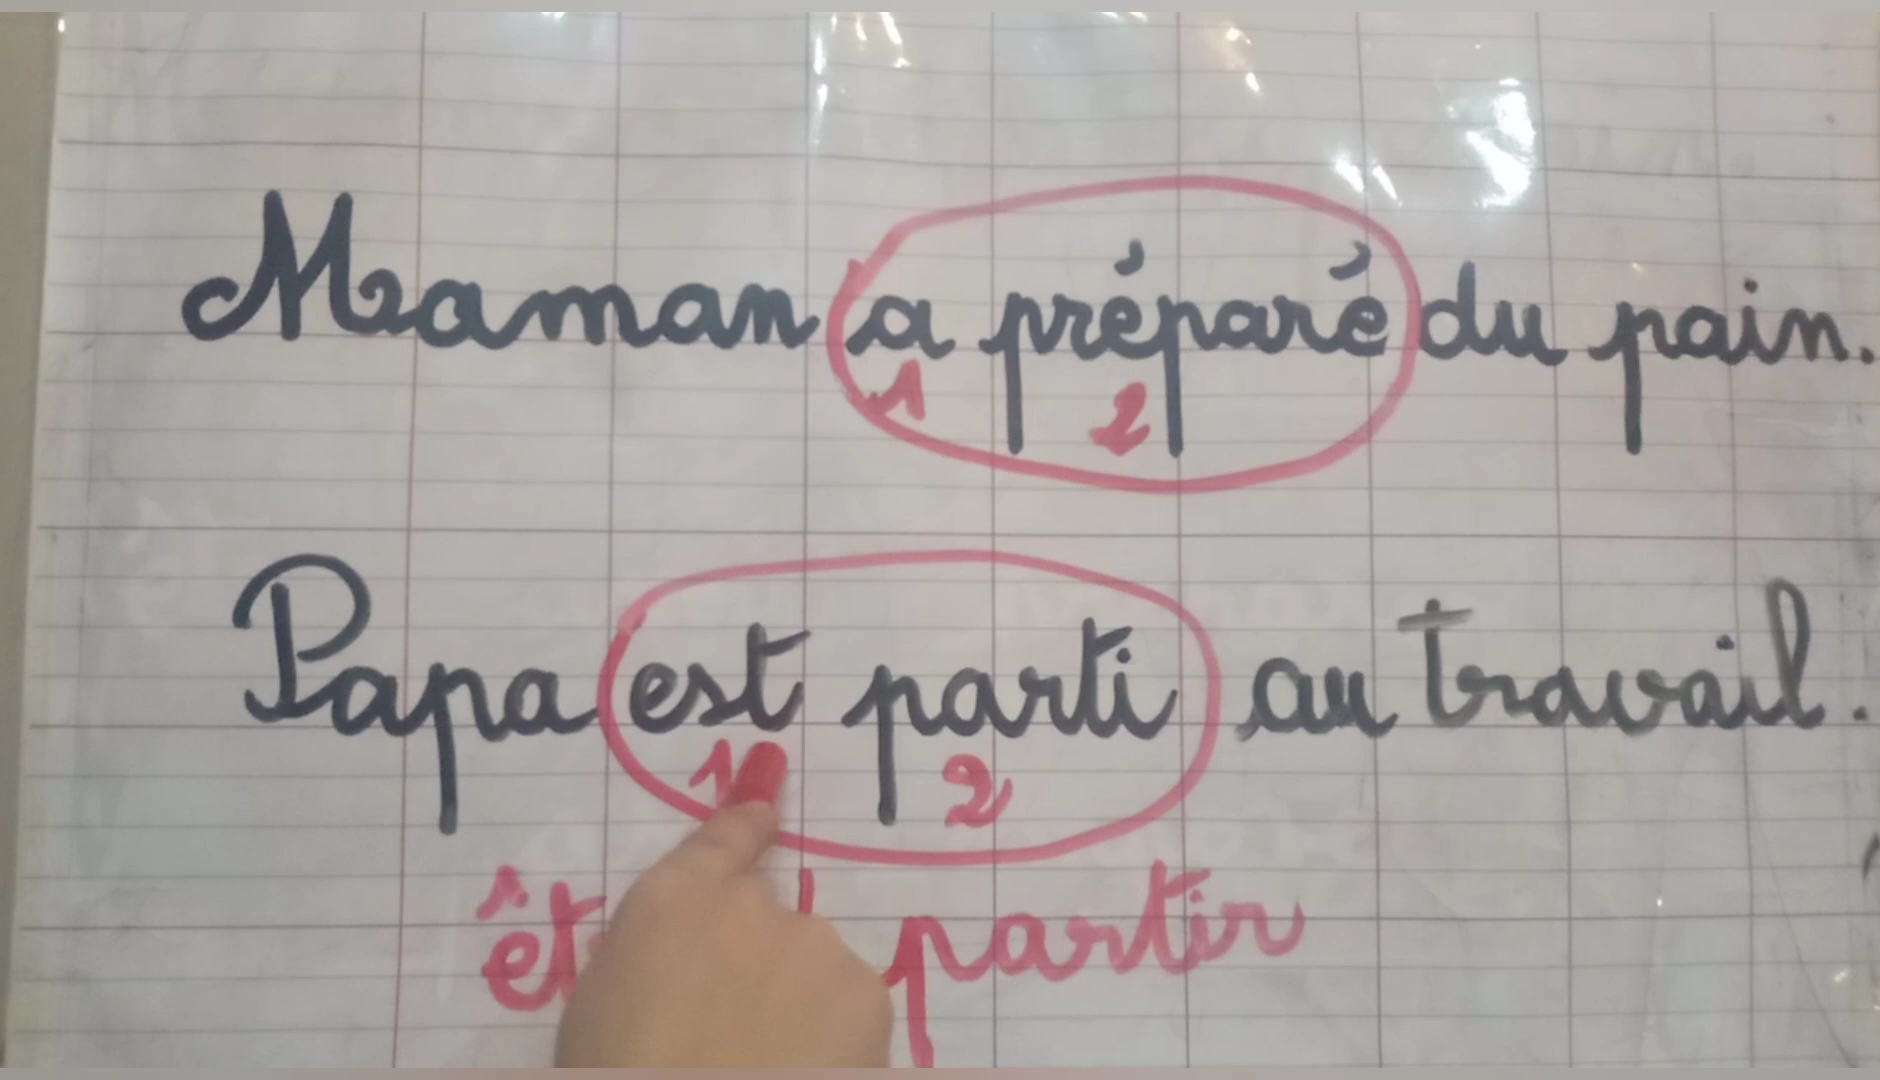 Maman a préparé du pain.
1 2
Papa est parti au travail.
1 2
partir